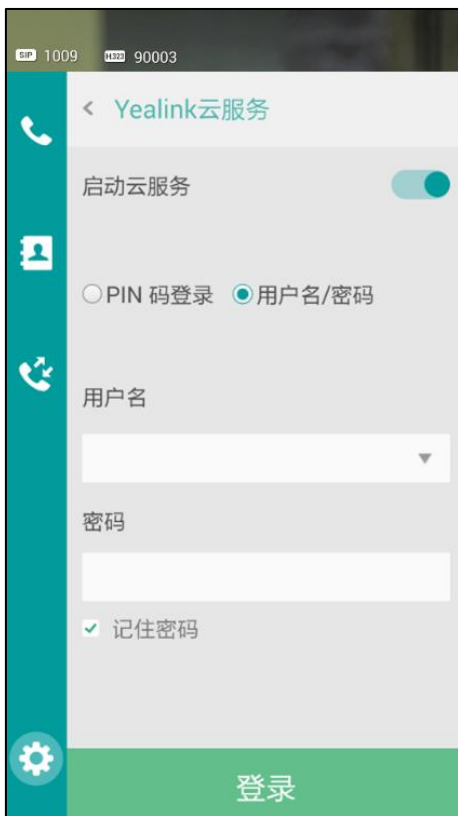 SIP 1009 H323 90003
Yealink云服务
启动云服务
PIN 码登录 用户名/密码
用户名
密码
记住密码
登录